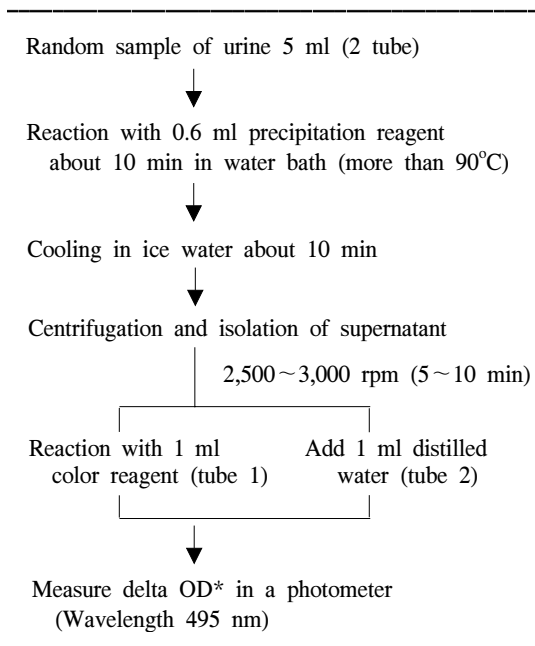 Random sample of urine 5 ml (2 tube)
Reaction with 0.6 ml precipitation reagent
about 10 min in water bath (more than 90°C)
Cooling in ice water about 10 min
Centrifugation and isolation of supernatant
2,500～3,000 rpm (5～10 min)
Reaction with 1 ml
color reagent (tube 1)
Add 1 ml distilled
water (tube 2)
Measure delta OD* in a photometer
(Wavelength 495 nm)